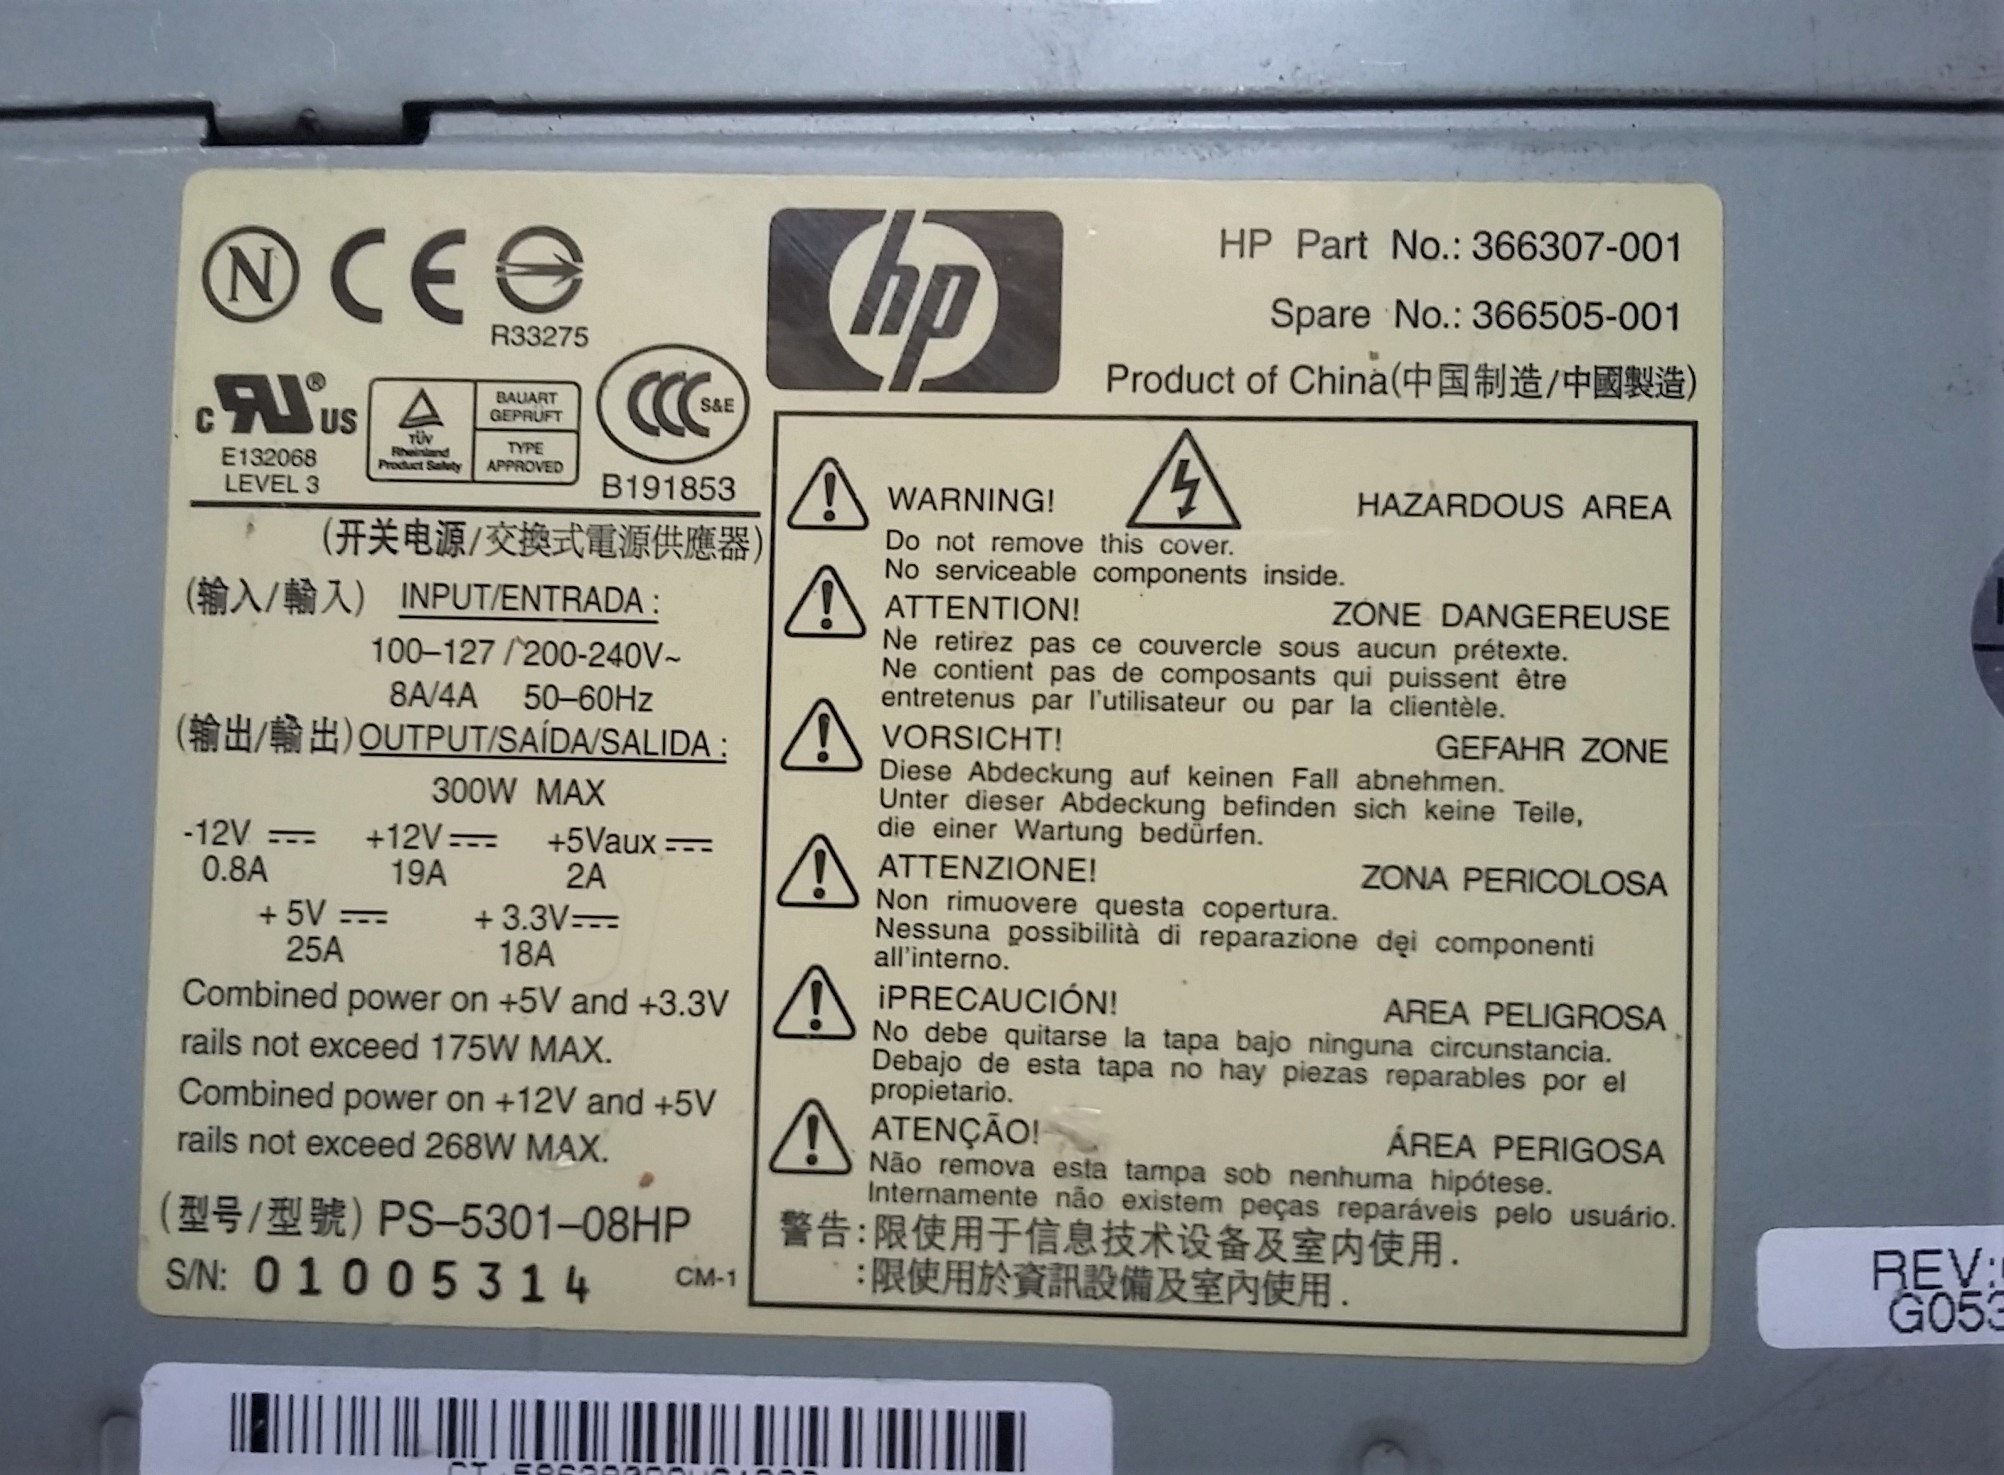 N CE
R33275
hp
HP Part No.: 366307-001
Spare No.: 366505-001
Product of China(中国制造/中國製造)
C RU® US
E132068
LEVEL 3
TÜV
Rheinland
Product Safety
BAUART
GEPRÜFT
TYPE
APPROVED
CCC S&E
B191853
(开关电源/交換式電源供應器)
(输入/輸入) INPUT/ENTRADA :
100–127 / 200-240V~
8A/4A 50–60Hz
(输出/輸出) OUTPUT/SAÍDA/SALIDA :
300W MAX
-12V +12V +5Vaux
0.8A 19A 2A
+ 5V + 3.3V
25A 18A
Combined power on +5V and +3.3V
rails not exceed 175W MAX.
Combined power on +12V and +5V
rails not exceed 268W MAX.
(型号/型號) PS–5301–08HP
S/N: 01005314 CM-1
WARNING! HAZARDOUS AREA
Do not remove this cover.
No serviceable components inside.
ATTENTION! ZONE DANGEREUSE
Ne retirez pas ce couvercle sous aucun prétexte.
Ne contient pas de composants qui puissent être
entretenus par l'utilisateur ou par la clientèle.
VORSICHT! GEFAHR ZONE
Diese Abdeckung auf keinen Fall abnehmen.
Unter dieser Abdeckung befinden sich keine Teile,
die einer Wartung bedürfen.
ATTENZIONE! ZONA PERICOLOSA
Non rimuovere questa copertura.
Nessuna possibilità di reparazione dei componenti
all'interno.
¡PRECAUCIÓN! AREA PELIGROSA
No debe quitarse la tapa bajo ninguna circunstancia.
Debajo de esta tapa no hay piezas reparables por el
propietario.
ATENÇÃO! ÁREA PERIGOSA
Não remova esta tampa sob nenhuma hipótese.
Internamente não existem peças reparáveis pelo usuário.
警告:限使用于信息技术设备及室内使用.
:限使用於資訊設備及室內使用.
REV:
G053